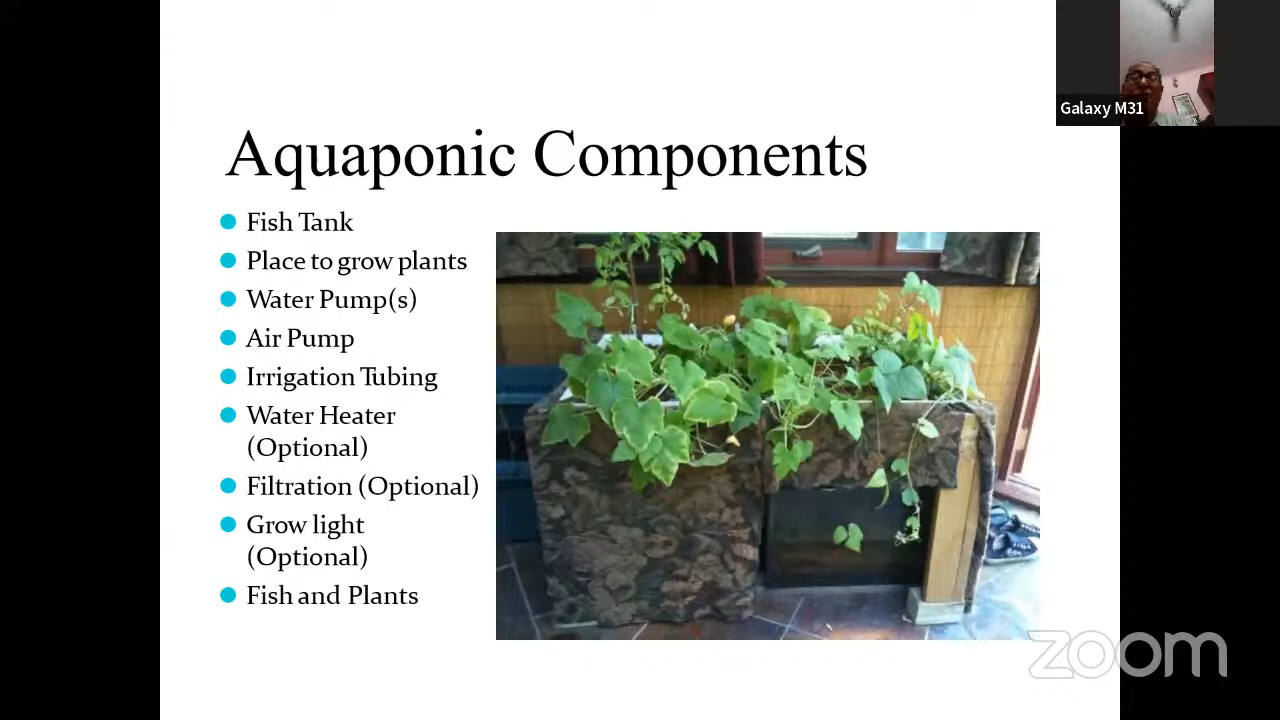 Galaxy M31
Aquaponic Components
Fish Tank
Place to grow plants
Water Pump(s)
Air Pump
Irrigation Tubing
Water Heater
(Optional)
Filtration (Optional)
Grow light
(Optional)
Fish and Plants
zoom